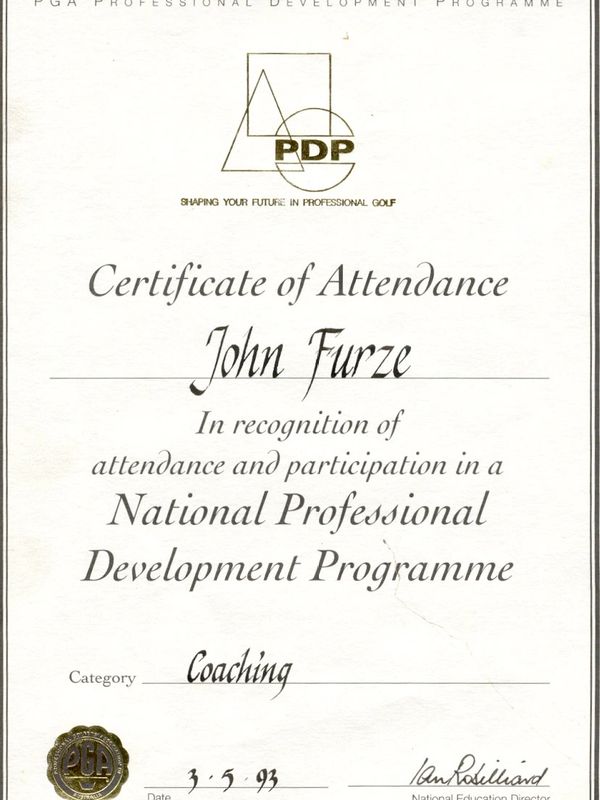 PGA PROFESSIONAL DEVELOPMENT PROGRAMME
PDP
SHAPING YOUR FUTURE IN PROFESSIONAL GOLF
Certificate of Attendance
John Furze
In recognition of
attendance and participation in a
National Professional
Development Programme
Category Coaching
PGA
AUSTRALIA
3.5.93
Date
National Education Director